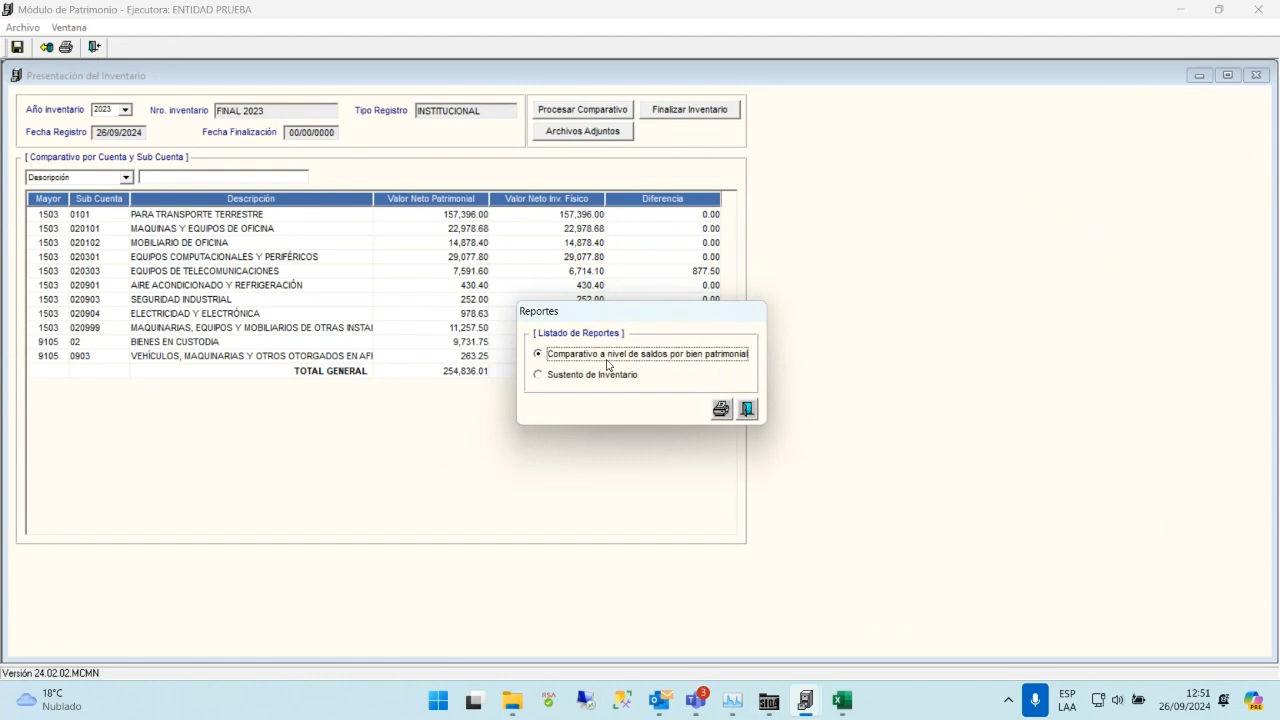 Módulo de Patrimonio - Ejecutora: ENTIDAD PRUEBA
Archivo Ventana
Presentación del Inventario
Año inventario 2023 Nro. inventario FINAL 2023 Tipo Registro INSTITUCIONAL Procesar Comparativo Finalizar Inventario
Fecha Registro 26/09/2024 Fecha Finalización 00/00/0000 Archivos Adjuntos
[ Comparativo por Cuenta y Sub Cuenta ]
Descripción
Mayor Sub Cuenta Descripción Valor Neto Patrimonial Valor Neto Inv. Físico Diferencia
1503 0101 PARA TRANSPORTE TERRESTRE 157,396.00 157,396.00 0.00
1503 020101 MAQUINAS Y EQUIPOS DE OFICINA 22,978.68 22,978.68 0.00
1503 020102 MOBILIARIO DE OFICINA 14,878.40 14,878.40 0.00
1503 020301 EQUIPOS COMPUTACIONALES Y PERIFÉRICOS 29,077.80 29,077.80 0.00
1503 020303 EQUIPOS DE TELECOMUNICACIONES 7,591.60 6,714.10 877.50
1503 020901 AIRE ACONDICIONADO Y REFRIGERACIÓN 430.40 430.40 0.00
1503 020903 SEGURIDAD INDUSTRIAL 252.00 252.00 0.00
1503 020904 ELECTRICIDAD Y ELECTRÓNICA 978.63
1503 020999 MAQUINARIAS, EQUIPOS Y MOBILIARIOS DE OTRAS INSTAI 11,257.50
9105 02 BIENES EN CUSTODIA 9,731.75
9105 0903 VEHÍCULOS, MAQUINARIAS Y OTROS OTORGADOS EN AFI 263.25
TOTAL GENERAL 254,836.01
Reportes
[ Listado de Reportes ]
Comparativo a nivel de saldos por bien patrimonial
Sustento de Inventario
Versión 24.02.02.MCMN
18°C
Nublado
RSA
3
SIGA
ESP
LAA
12:51
26/09/2024
PRE